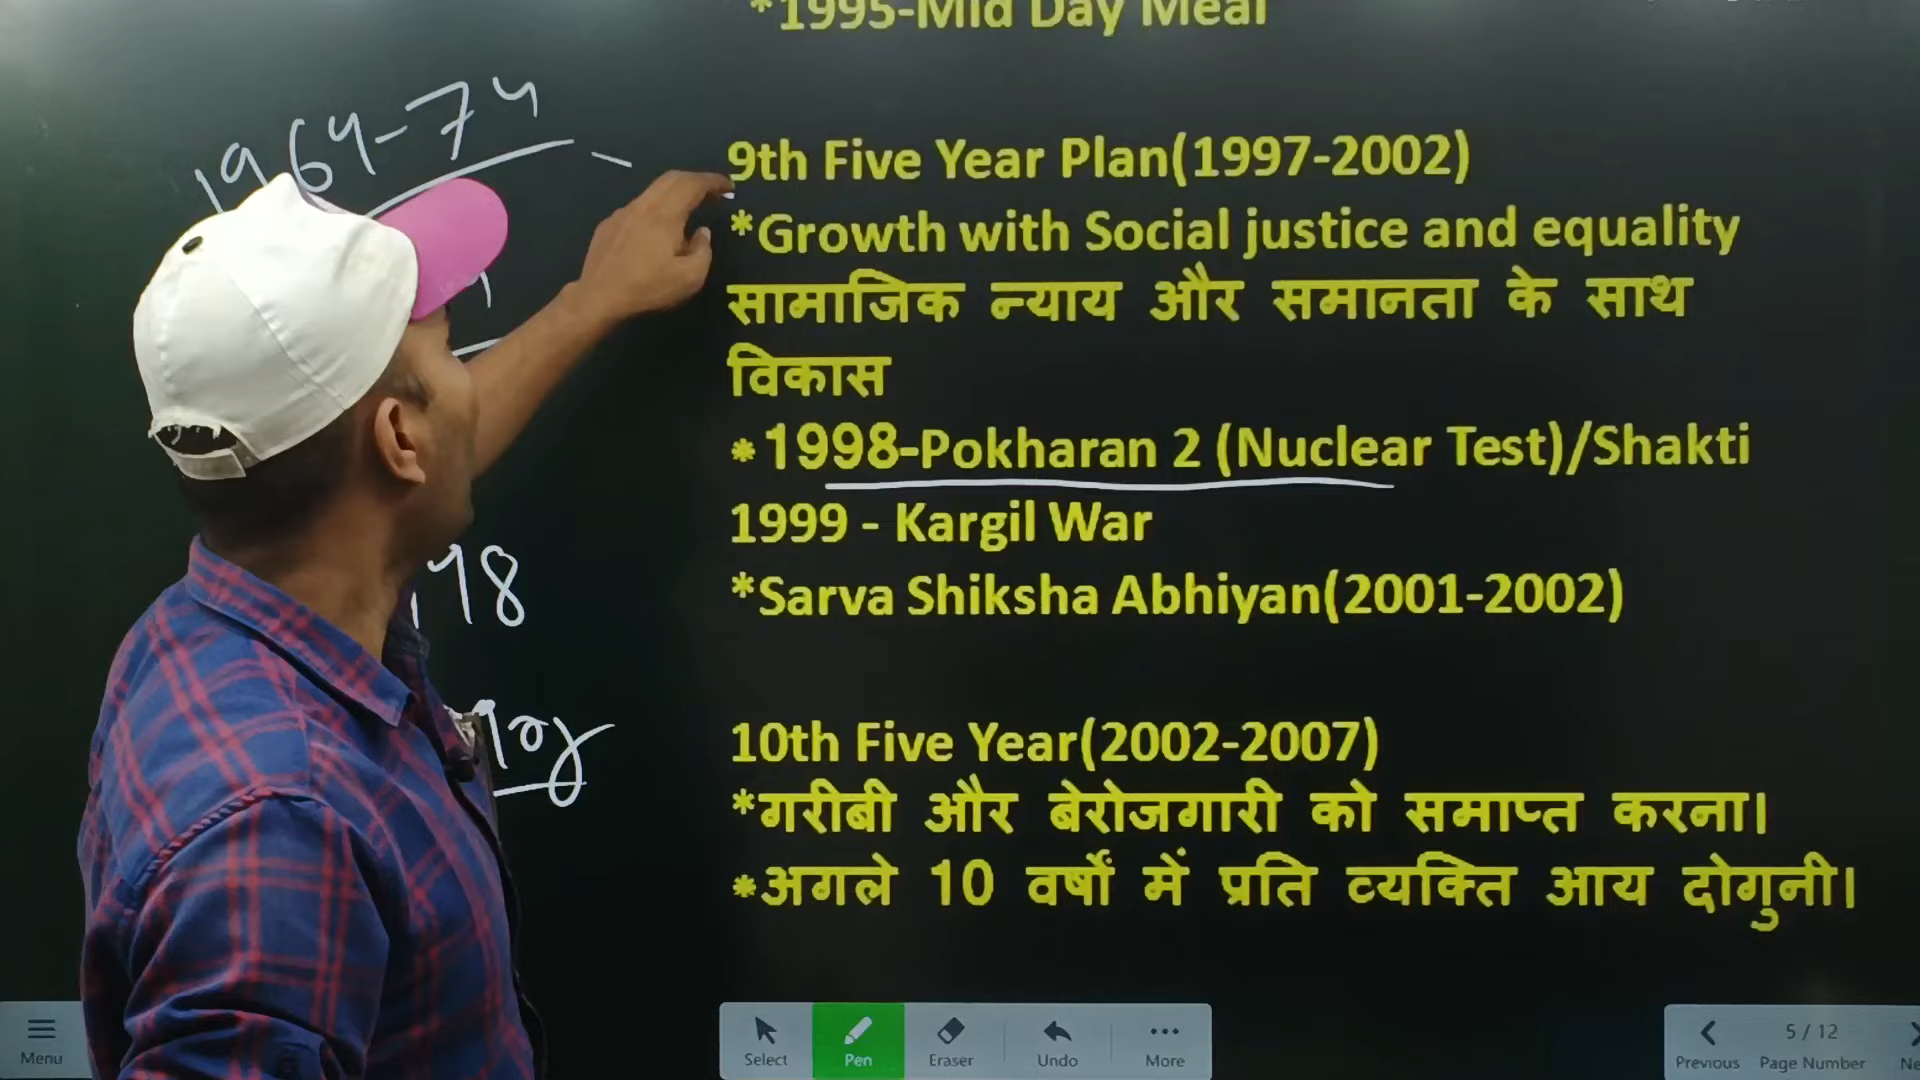 *1995-Mid Day Meal
1964-74
9th Five Year Plan(1997-2002)
*Growth with Social justice and equality
सामाजिक न्याय और समानता के साथ
विकास
*1998-Pokharan 2 (Nuclear Test)/Shakti
1999 - Kargil War
98
*Sarva Shiksha Abhiyan(2001-2002)
10th Five Year(2002-2007)
*गरीबी और बेरोजगारी को समाप्त करना।
*अगले 10 वर्षों में प्रति व्यक्ति आय दोगुनी।
Menu
Select
Pen
Eraser
Undo
More
5 / 12
Previous
Page Number